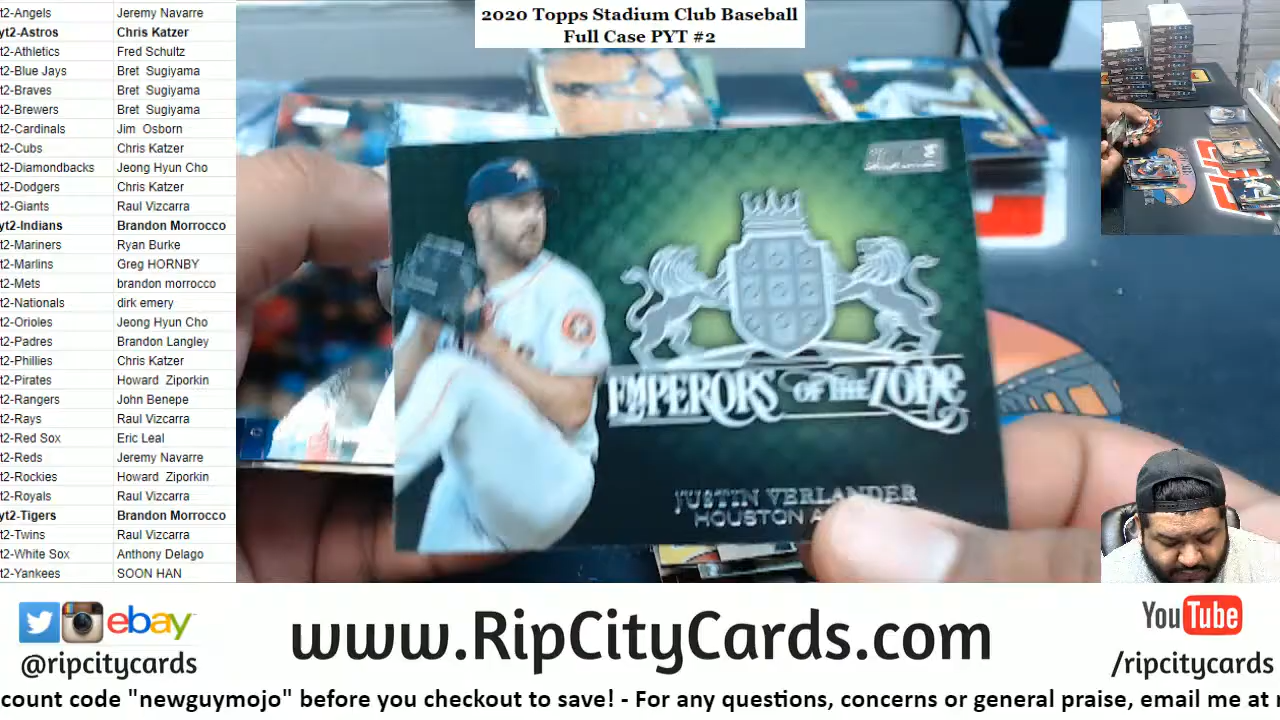 2020 Topps Stadium Club Baseball
Full Case PYT #2
t2-Angels Jeremy Navarre
yt2-Astros Chris Katzer
t2-Athletics Fred Schultz
t2-Blue Jays Bret Sugiyama
t2-Braves Bret Sugiyama
t2-Brewers Bret Sugiyama
t2-Cardinals Jim Osborn
t2-Cubs Chris Katzer
t2-Diamondbacks Jeong Hyun Cho
t2-Dodgers Chris Katzer
t2-Giants Raul Vizcarra
yt2-Indians Brandon Morrocco
t2-Mariners Ryan Burke
t2-Marlins Greg HORNBY
t2-Mets brandon morrocco
t2-Nationals dirk emery
t2-Orioles Jeong Hyun Cho
t2-Padres Brandon Langley
t2-Phillies Chris Katzer
t2-Pirates Howard Ziporkin
t2-Rangers John Benepe
t2-Rays Raul Vizcarra
t2-Red Sox Eric Leal
t2-Reds Jeremy Navarre
t2-Rockies Howard Ziporkin
t2-Royals Raul Vizcarra
yt2-Tigers Brandon Morrocco
t2-Twins Raul Vizcarra
t2-White Sox Anthony Delago
t2-Yankees SOON HAN
EMPERORS OF THE ZONE
JUSTIN VERLANDER
HOUSTON
ebay
@ripcitycards
www.RipCityCards.com
YouTube
/ripcitycards
count code "newguymojo" before you checkout to save! - For any questions, concerns or general praise, email me at